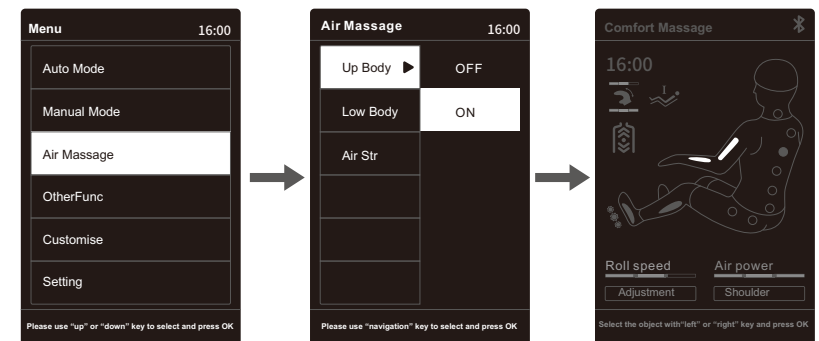 Menu 16:00
Auto Mode
Manual Mode
Air Massage
OtherFunc
Customise
Setting
Please use “up” or “down” key to select and press OK
Air Massage 16:00
Up Body OFF
Low Body ON
Air Str
Please use “navigation” key to select and press OK
Comfort Massage
16:00
Roll speed Air power
Adjustment Shoulder
Select the object with“left” or “right” key and press OK